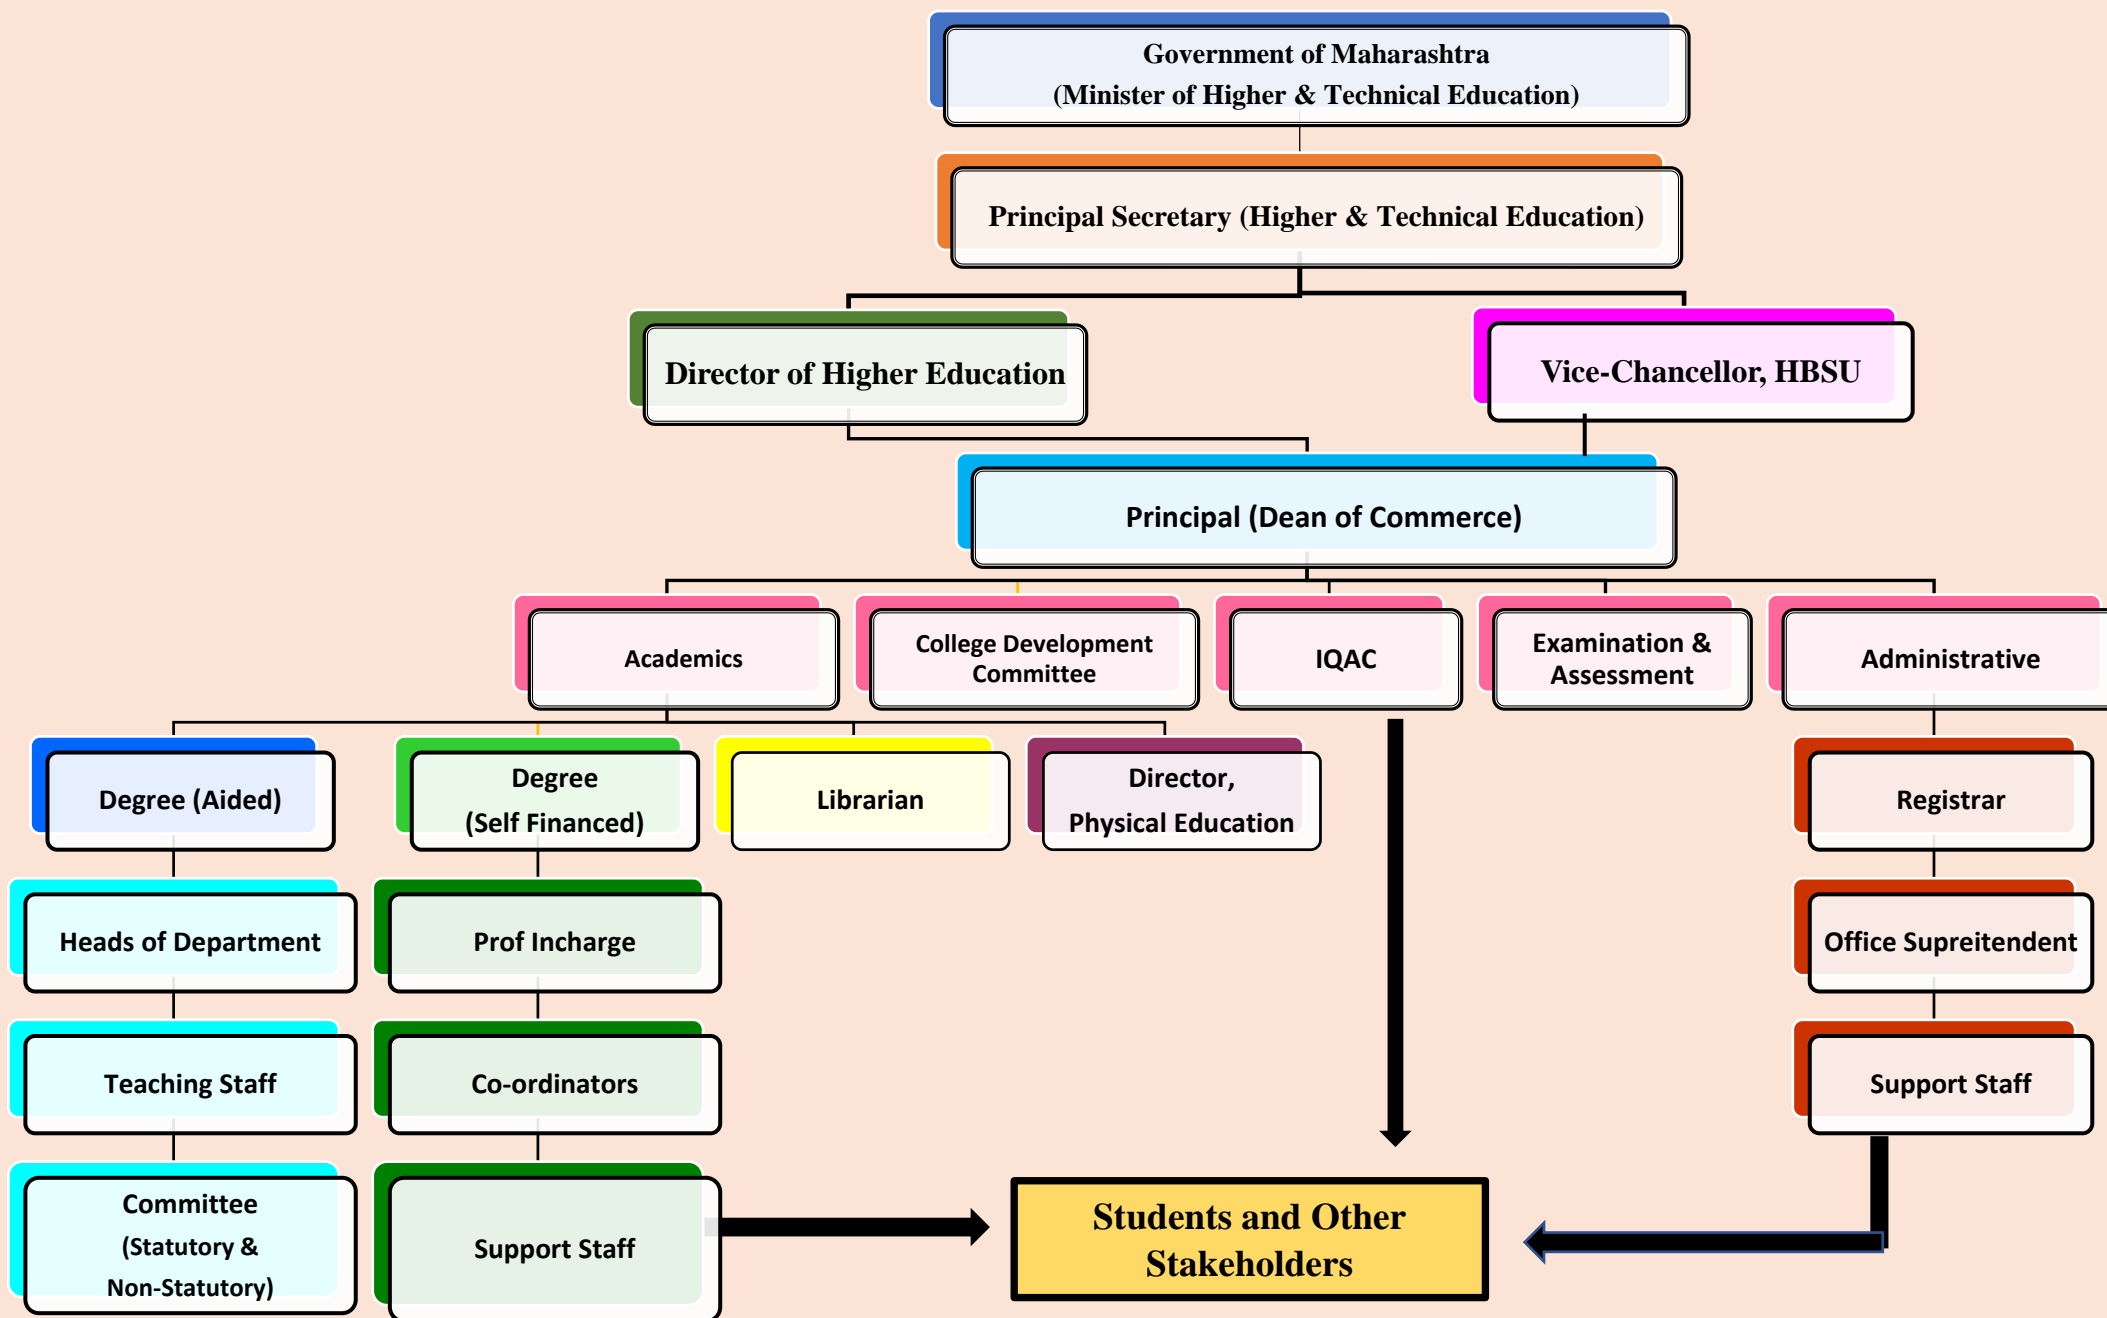 Government of Maharashtra
(Minister of Higher & Technical Education)
Principal Secretary (Higher & Technical Education)
Director of Higher Education
Vice-Chancellor, HBSU
Principal (Dean of Commerce)
Academics
College Development
Committee
IQAC
Examination &
Assessment
Administrative
Degree (Aided)
Degree
(Self Financed)
Librarian
Director,
Physical Education
Registrar
Heads of Department
Prof Incharge
Office Supreitendent
Teaching Staff
Co-ordinators
Support Staff
Committee
(Statutory &
Non-Statutory)
Support Staff
Students and Other
Stakeholders